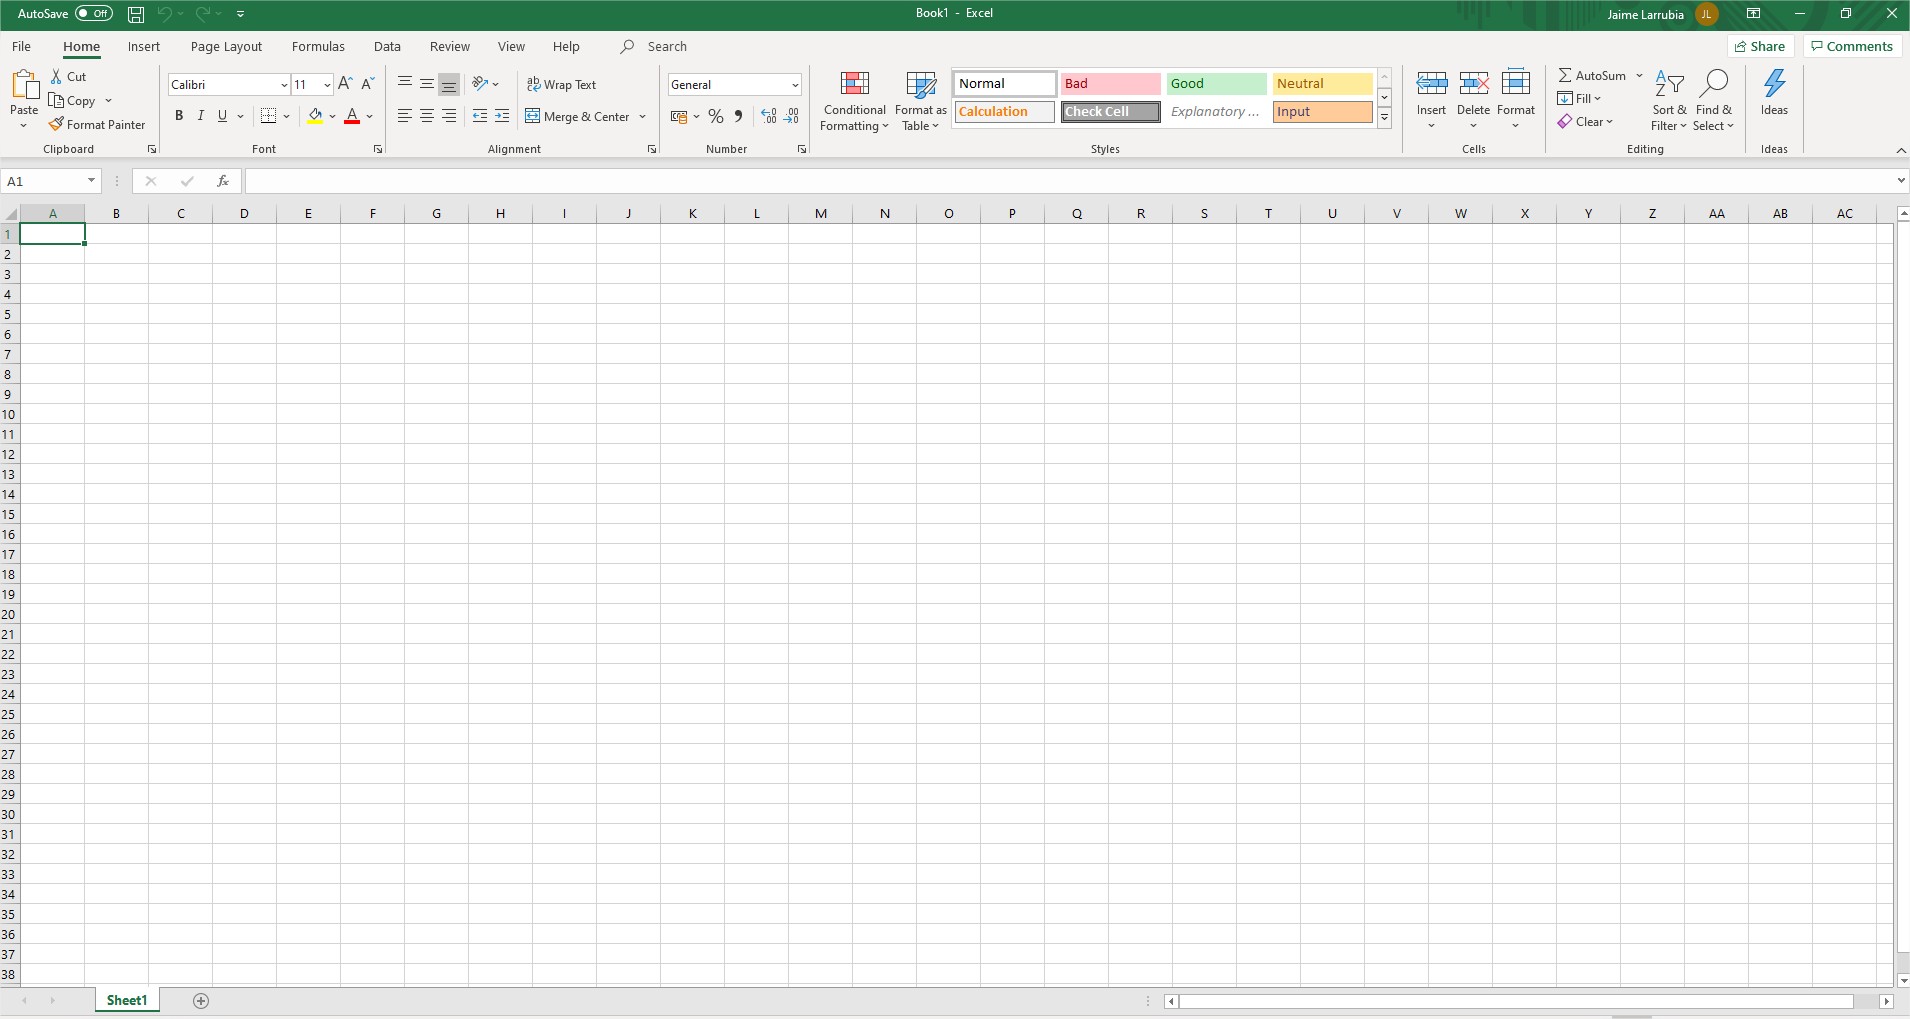 AutoSave Off Book1 - Excel Jaime Larrubia JL
File Home Insert Page Layout Formulas Data Review View Help Search Share Comments
Paste Cut Copy Format Painter
Clipboard
Calibri 11
B I U A
Font
ab Wrap Text
Merge & Center
Alignment
General
% 9
Number
Conditional Formatting Format as Table
Normal Bad Good Neutral
Calculation Check Cell Explanatory ... Input
Styles
Insert Delete Format
Cells
AutoSum
Fill
Clear
Sort & Filter Find & Select
Editing
Ideas
Ideas
A1 fx
A B C D E F G H I J K L M N O P Q R S T U V W X Y Z AA AB AC
1
2
3
4
5
6
7
8
9
10
11
12
13
14
15
16
17
18
19
20
21
22
23
24
25
26
27
28
29
30
31
32
33
34
35
36
37
38
Sheet1